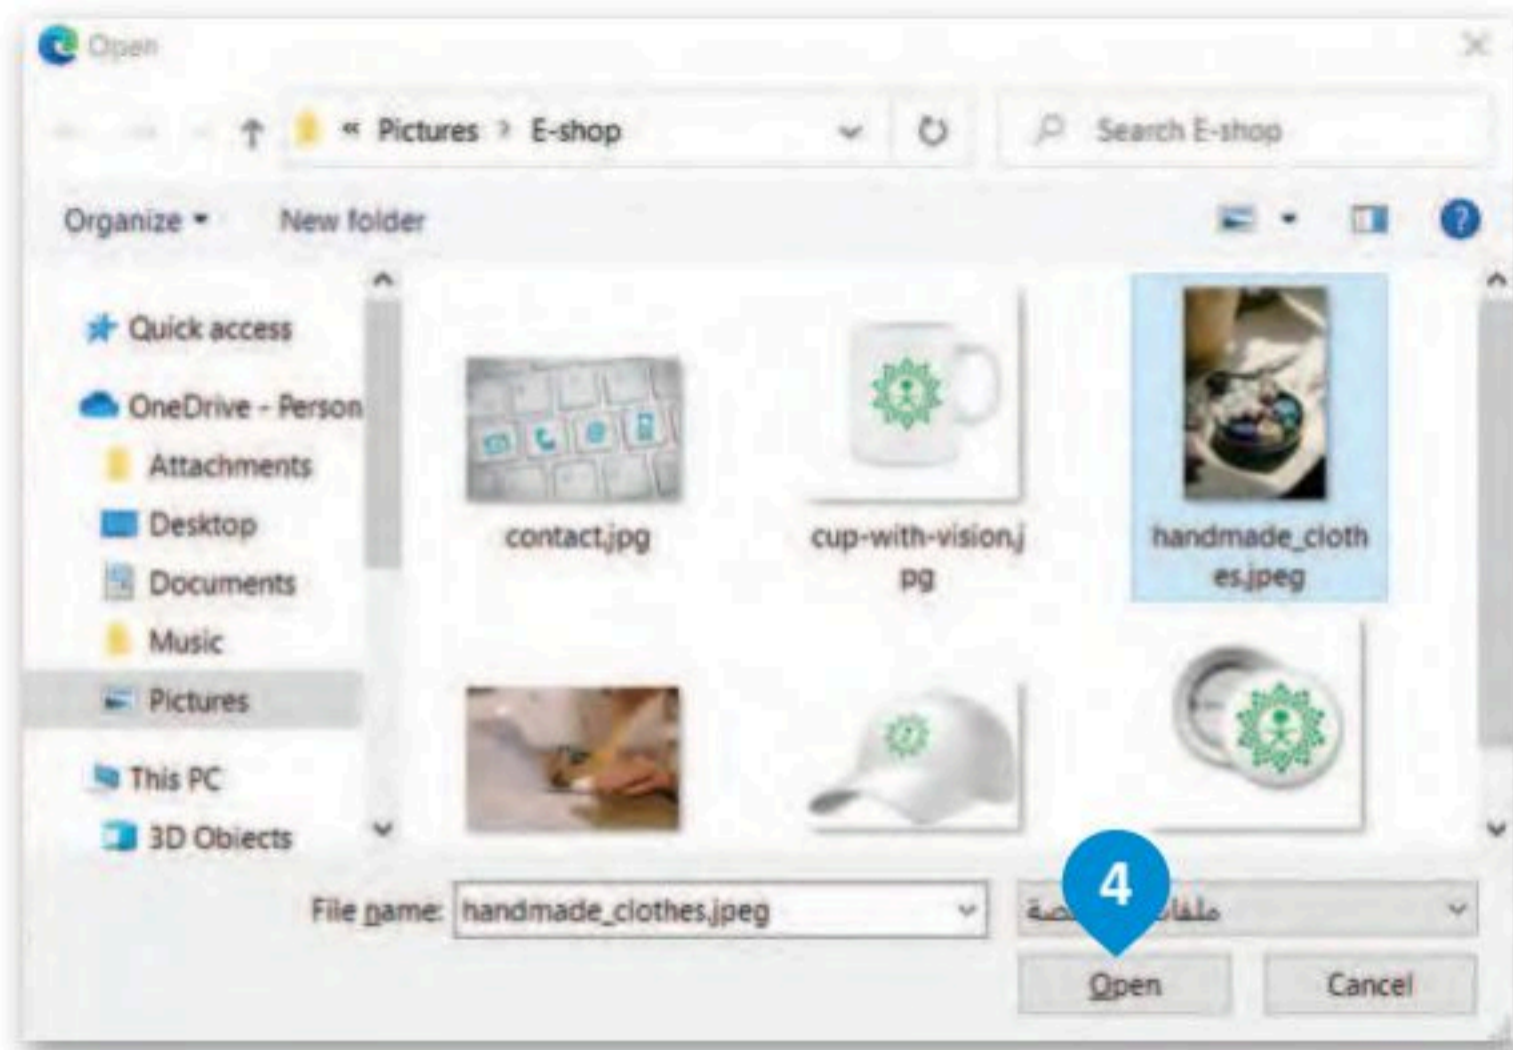 Open
« Pictures > E-shop
Search E-shop
Organize
New folder
?
Quick access
OneDrive - Person
Attachments
Desktop
Documents
Music
Pictures
This PC
3D Objects
contact.jpg
cup-with-vision.j
pg
handmade_cloth
es.jpeg
File name: handmade_clothes.jpeg
4
Open
Cancel